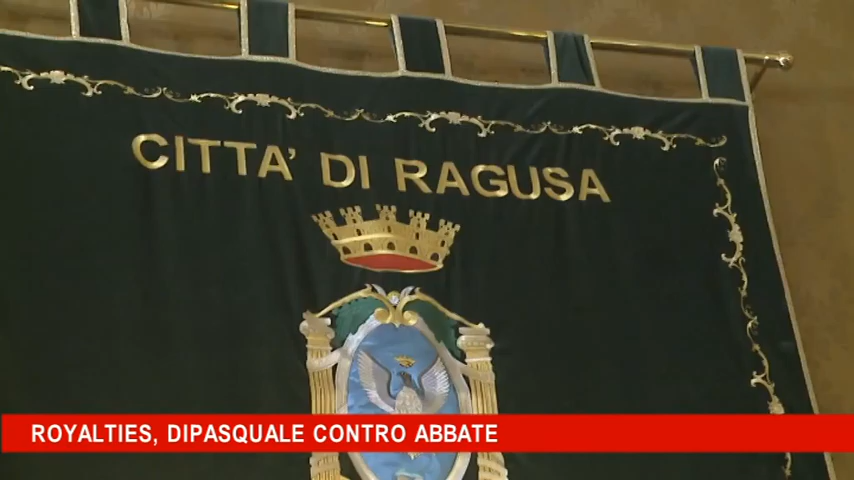 CITTA' DI RAGUSA
ROYALTIES, DIPASQUALE CONTRO ABBATE